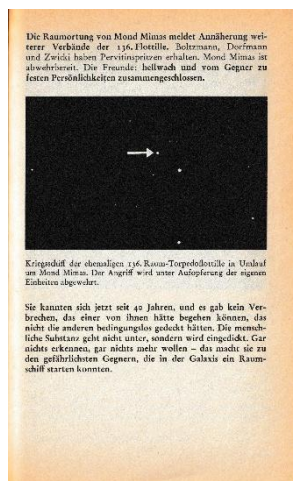 Die Raumortung von Mond Mimas meldet Annäherung wei-
terer Verbände der 136. Flottille. Boltzmann, Dorfmann
und Zwicki haben Pervitinspritzen erhalten. Mond Mimas ist
abwehrbereit. Die Freunde: hellwach und vom Gegner zu
festen Persönlichkeiten zusammengeschlossen.
Kriegsschiff der ehemaligen 136. Raum-Torpedoflottille in Umlauf
um Mond Mimas. Der Angriff wird unter Aufopferung der eigenen
Einheiten abgewehrt.
Sie kannten sich jetzt seit 40 Jahren, und es gab kein Ver-
brechen, das einer von ihnen hätte begehen können, das
nicht die anderen bedingungslos gedeckt hätten. Die mensch-
liche Substanz geht nicht unter, sondern wird eingedickt. Gar
nichts erkennen, gar nichts mehr wollen – das macht sie zu
den gefährlichsten Gegnern, die in der Galaxis ein Raum-
schiff starten konnten.